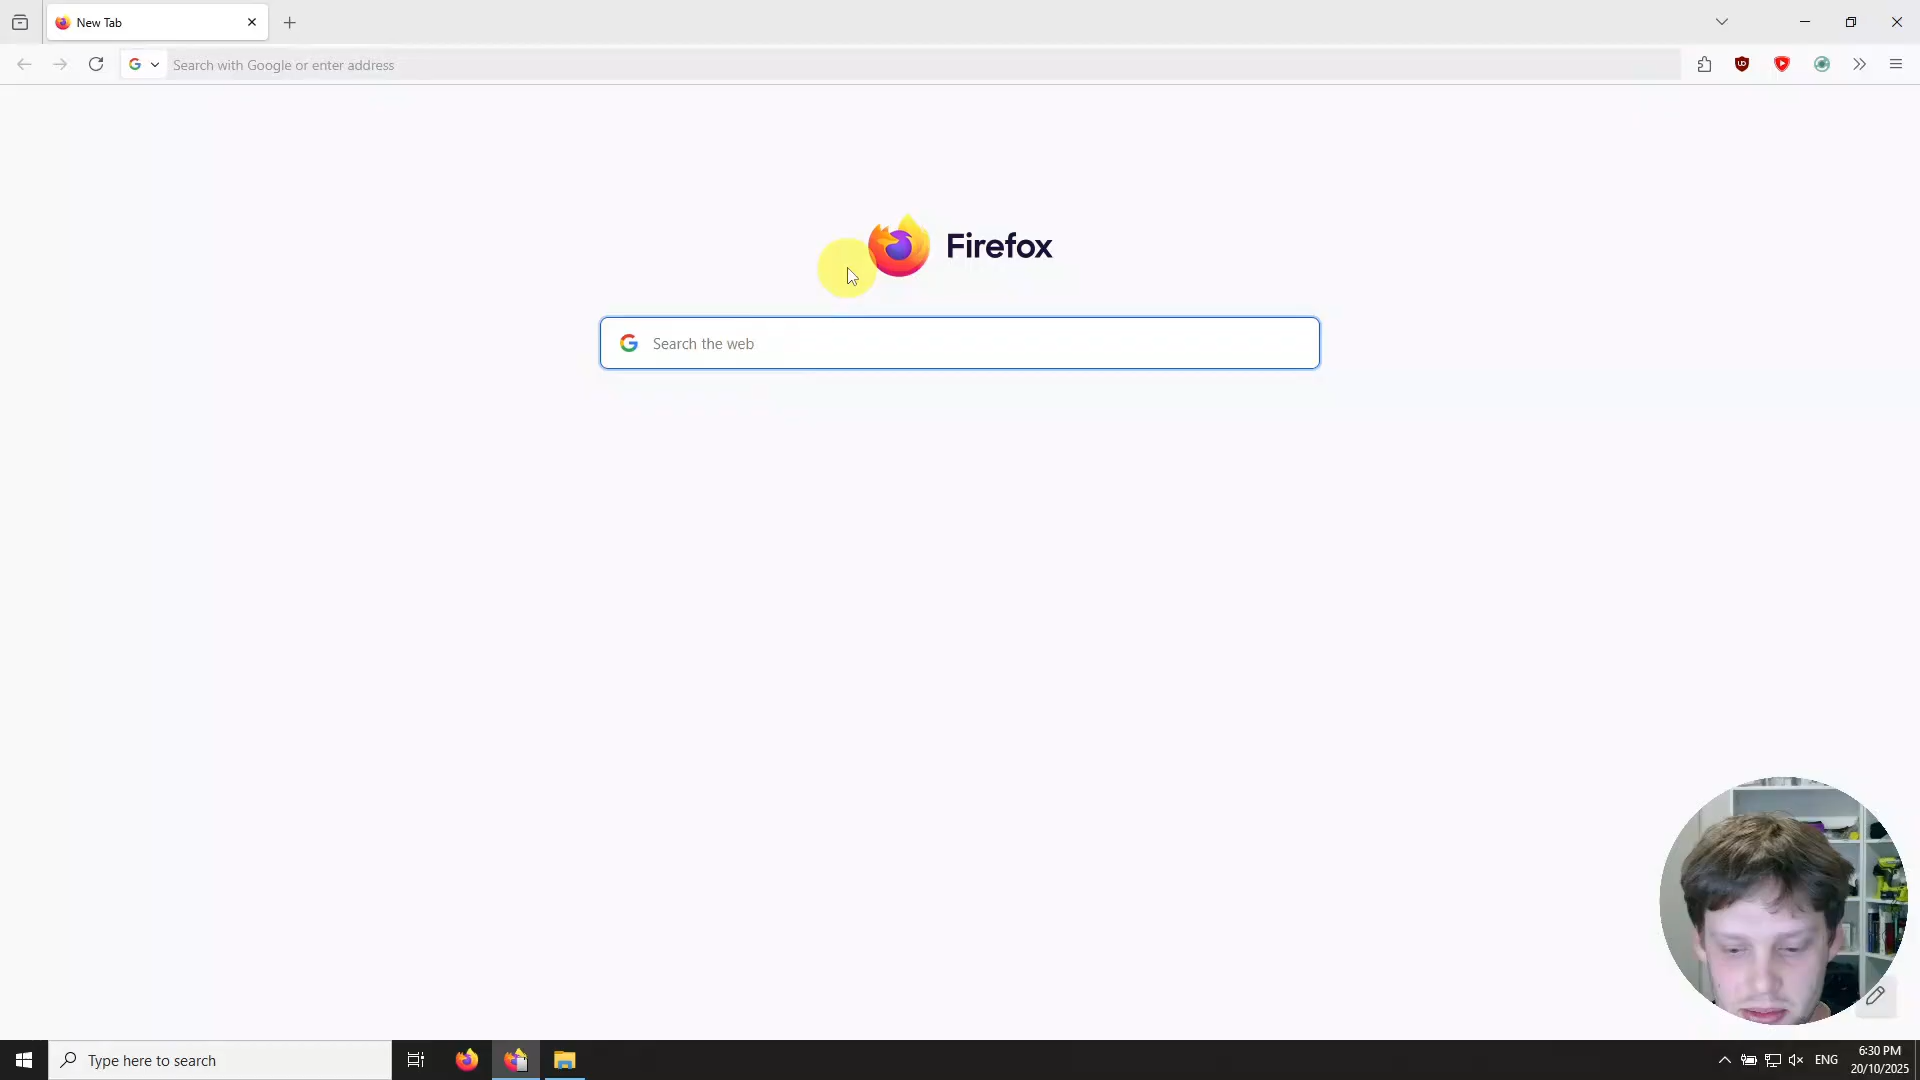 New Tab
Search with Google or enter address
Firefox
Search the web
Type here to search
ENG
6:30 PM
20/10/2025